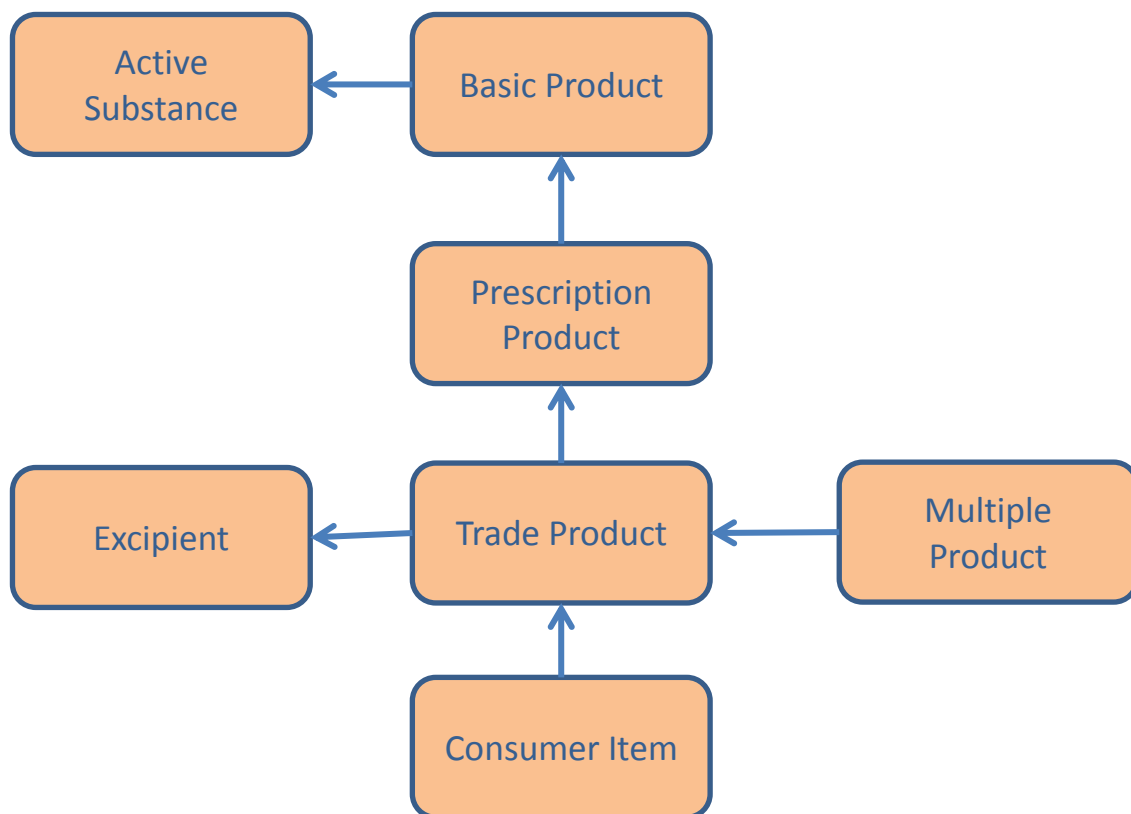 Active
Substance
Basic Product
Prescription
Product
Excipient
Trade Product
Multiple
Product
Consumer Item